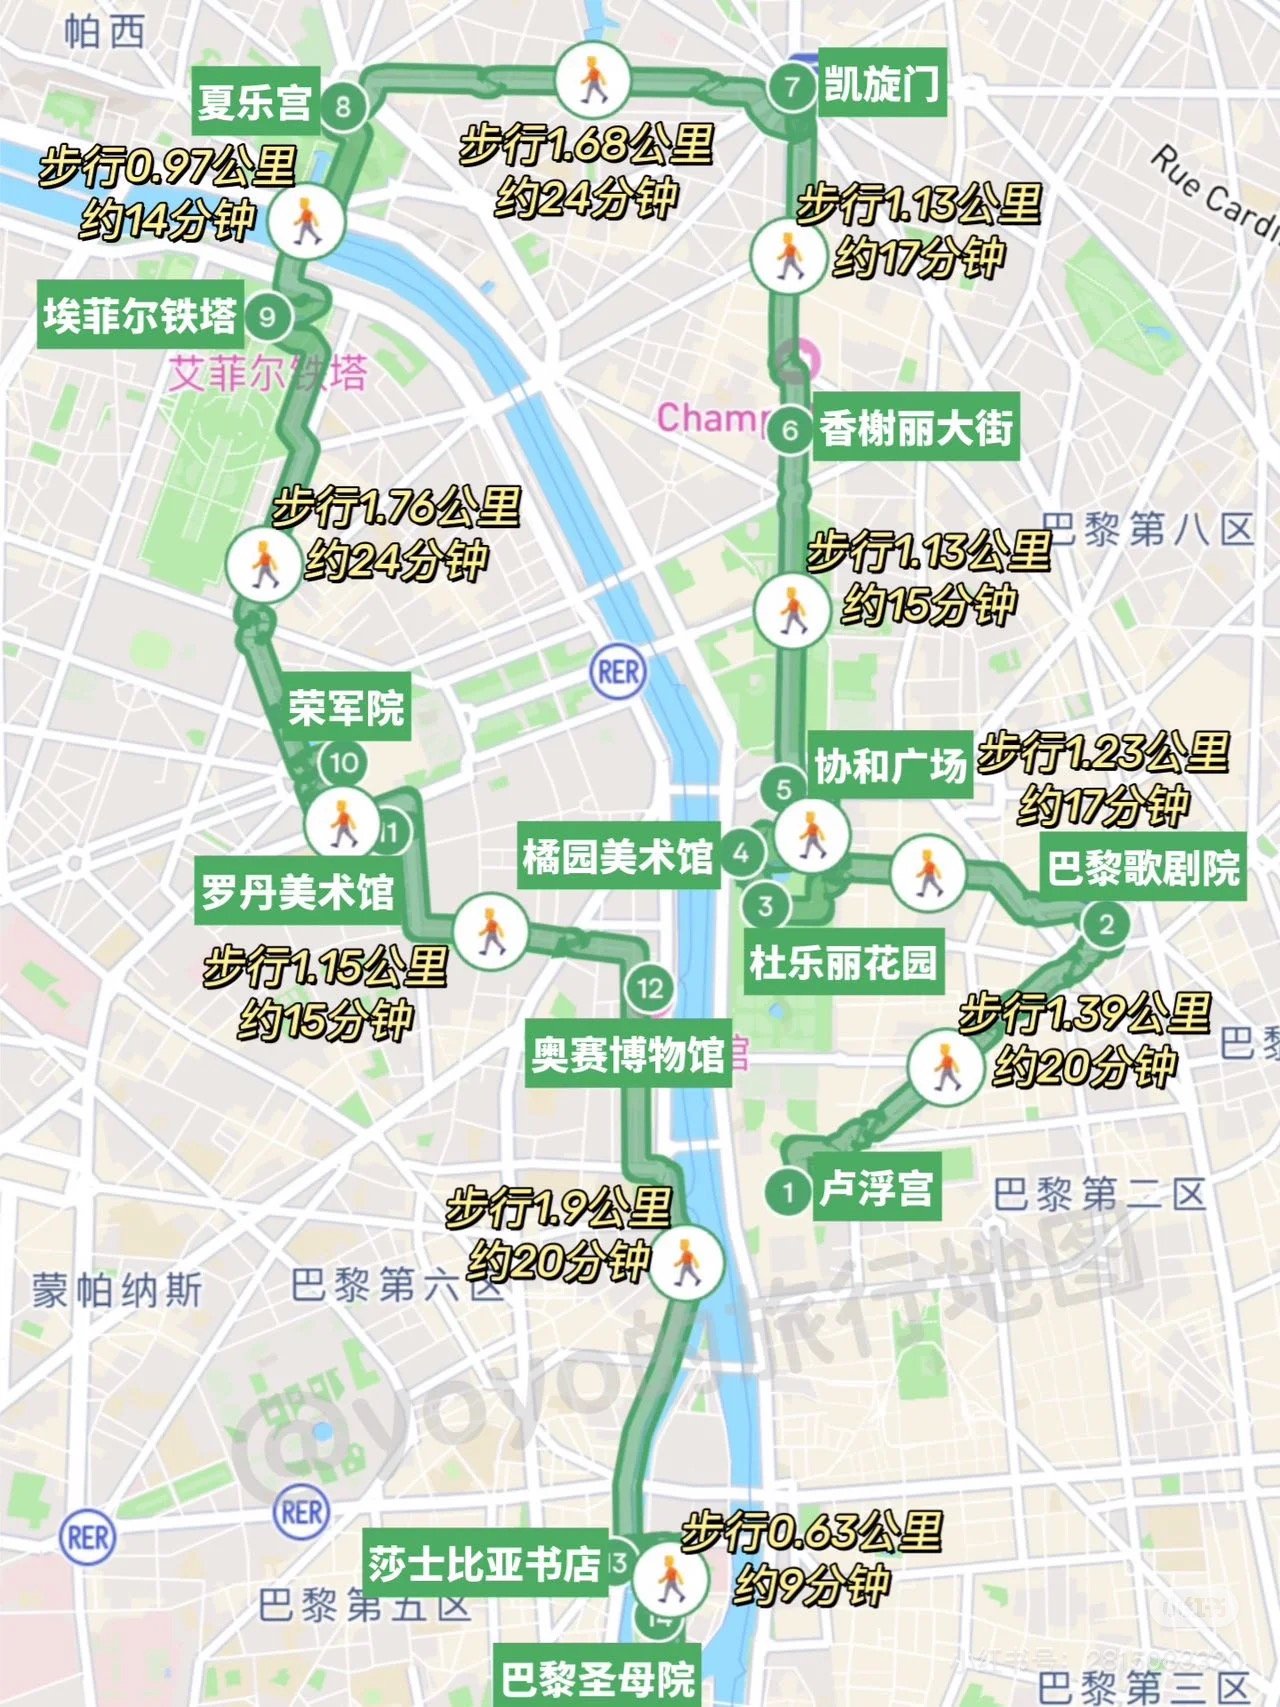 帕西
夏乐宫
8
7
凯旋门
步行1.68公里
约24分钟
步行0.97公里
约14分钟
Rue Cardi
步行1.13公里
约17分钟
埃菲尔铁塔
9
艾菲尔铁塔
Champ
6
香榭丽大街
步行1.76公里
约24分钟
巴黎第八区
步行1.13公里
约15分钟
RER
荣军院
10
协和广场
5
步行1.23公里
约17分钟
11
橘园美术馆
4
巴黎歌剧院
2
罗丹美术馆
3
杜乐丽花园
步行1.15公里
约15分钟
12
奥赛博物馆
馆
步行1.39公里
约20分钟
巴黎
1
卢浮宫
步行1.9公里
约20分钟
巴黎第二区
蒙帕纳斯
巴黎第六区
@yoyo的旅行地图
RER
RER
步行0.63公里
约9分钟
莎士比亚书店
13
巴黎第五区
14
巴黎圣母院
小红书
巴黎第三区